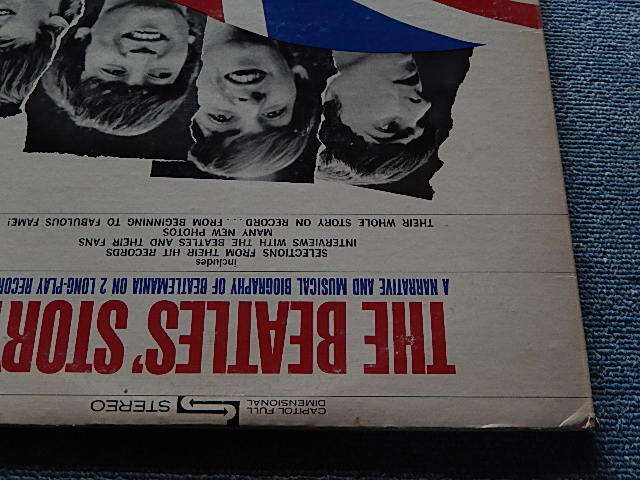 CAPITOL FULL
DIMENSIONAL
STEREO
THE BEATLES' STOR
A NARRATIVE AND MUSICAL BIOGRAPHY OF BEATLEMANIA ON 2 LONG-PLAY RECOR
includes
SELECTIONS FROM THEIR HIT RECORDS
INTERVIEWS WITH THE BEATLES AND THEIR FANS
MANY NEW PHOTOS
THEIR WHOLE STORY ON RECORD... FROM BEGINNING TO FABULOUS FAME!